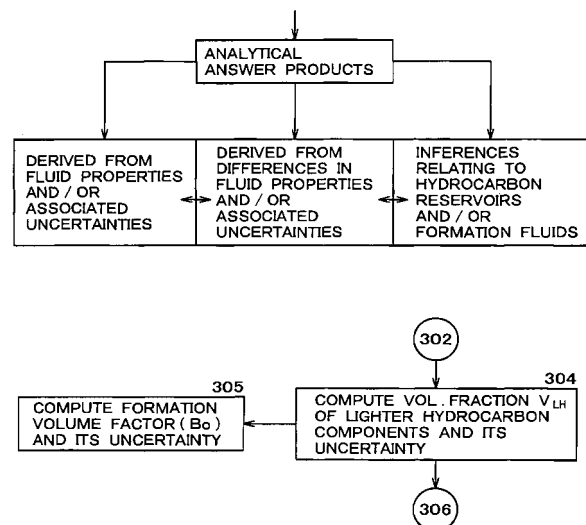 ANALYTICAL
ANSWER PRODUCTS
DERIVED FROM
FLUID PROPERTIES
AND / OR
ASSOCIATED
UNCERTAINTIES
DERIVED FROM
DIFFERENCES IN
FLUID PROPERTIES
AND / OR
ASSOCIATED
UNCERTAINTIES
INFERENCES
RELATING TO
HYDROCARBON
RESERVOIRS
AND / OR
FORMATION FLUIDS
302
304
COMPUTE VOL. FRACTION VLH
OF LIGHTER HYDROCARBON
COMPONENTS AND ITS
UNCERTAINTY
305
COMPUTE FORMATION
VOLUME FACTOR ( Bo )
AND ITS UNCERTAINTY
306